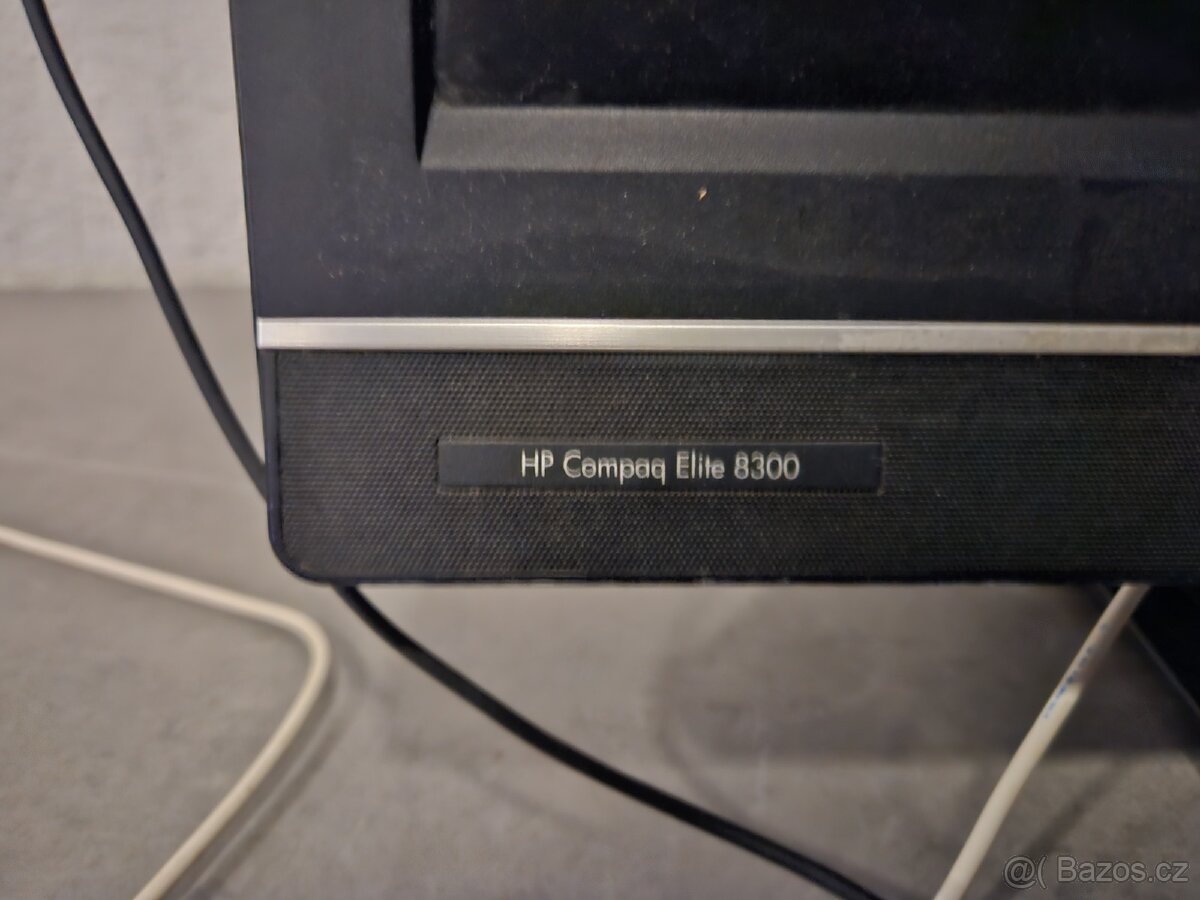 HP Compaq Elite 8300
@( Bazos.cz